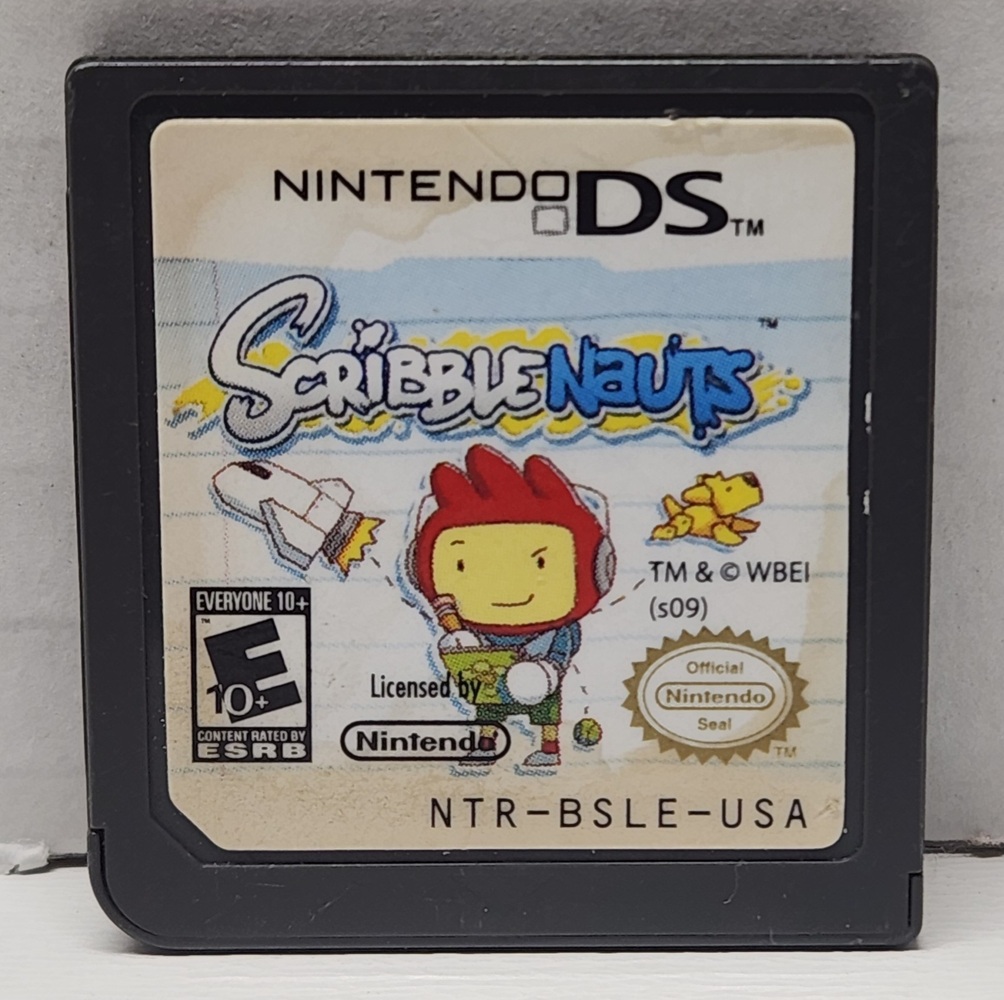 NINTENDO DS TM
SCRIBBLENAUTS TM
TM & © WBEI
(s09)
EVERYONE 10+
TM
E
10+
CONTENT RATED BY
ESRB
Licensed by
Nintendo
Official
Nintendo
Seal
TM
NTR-BSLE-USA